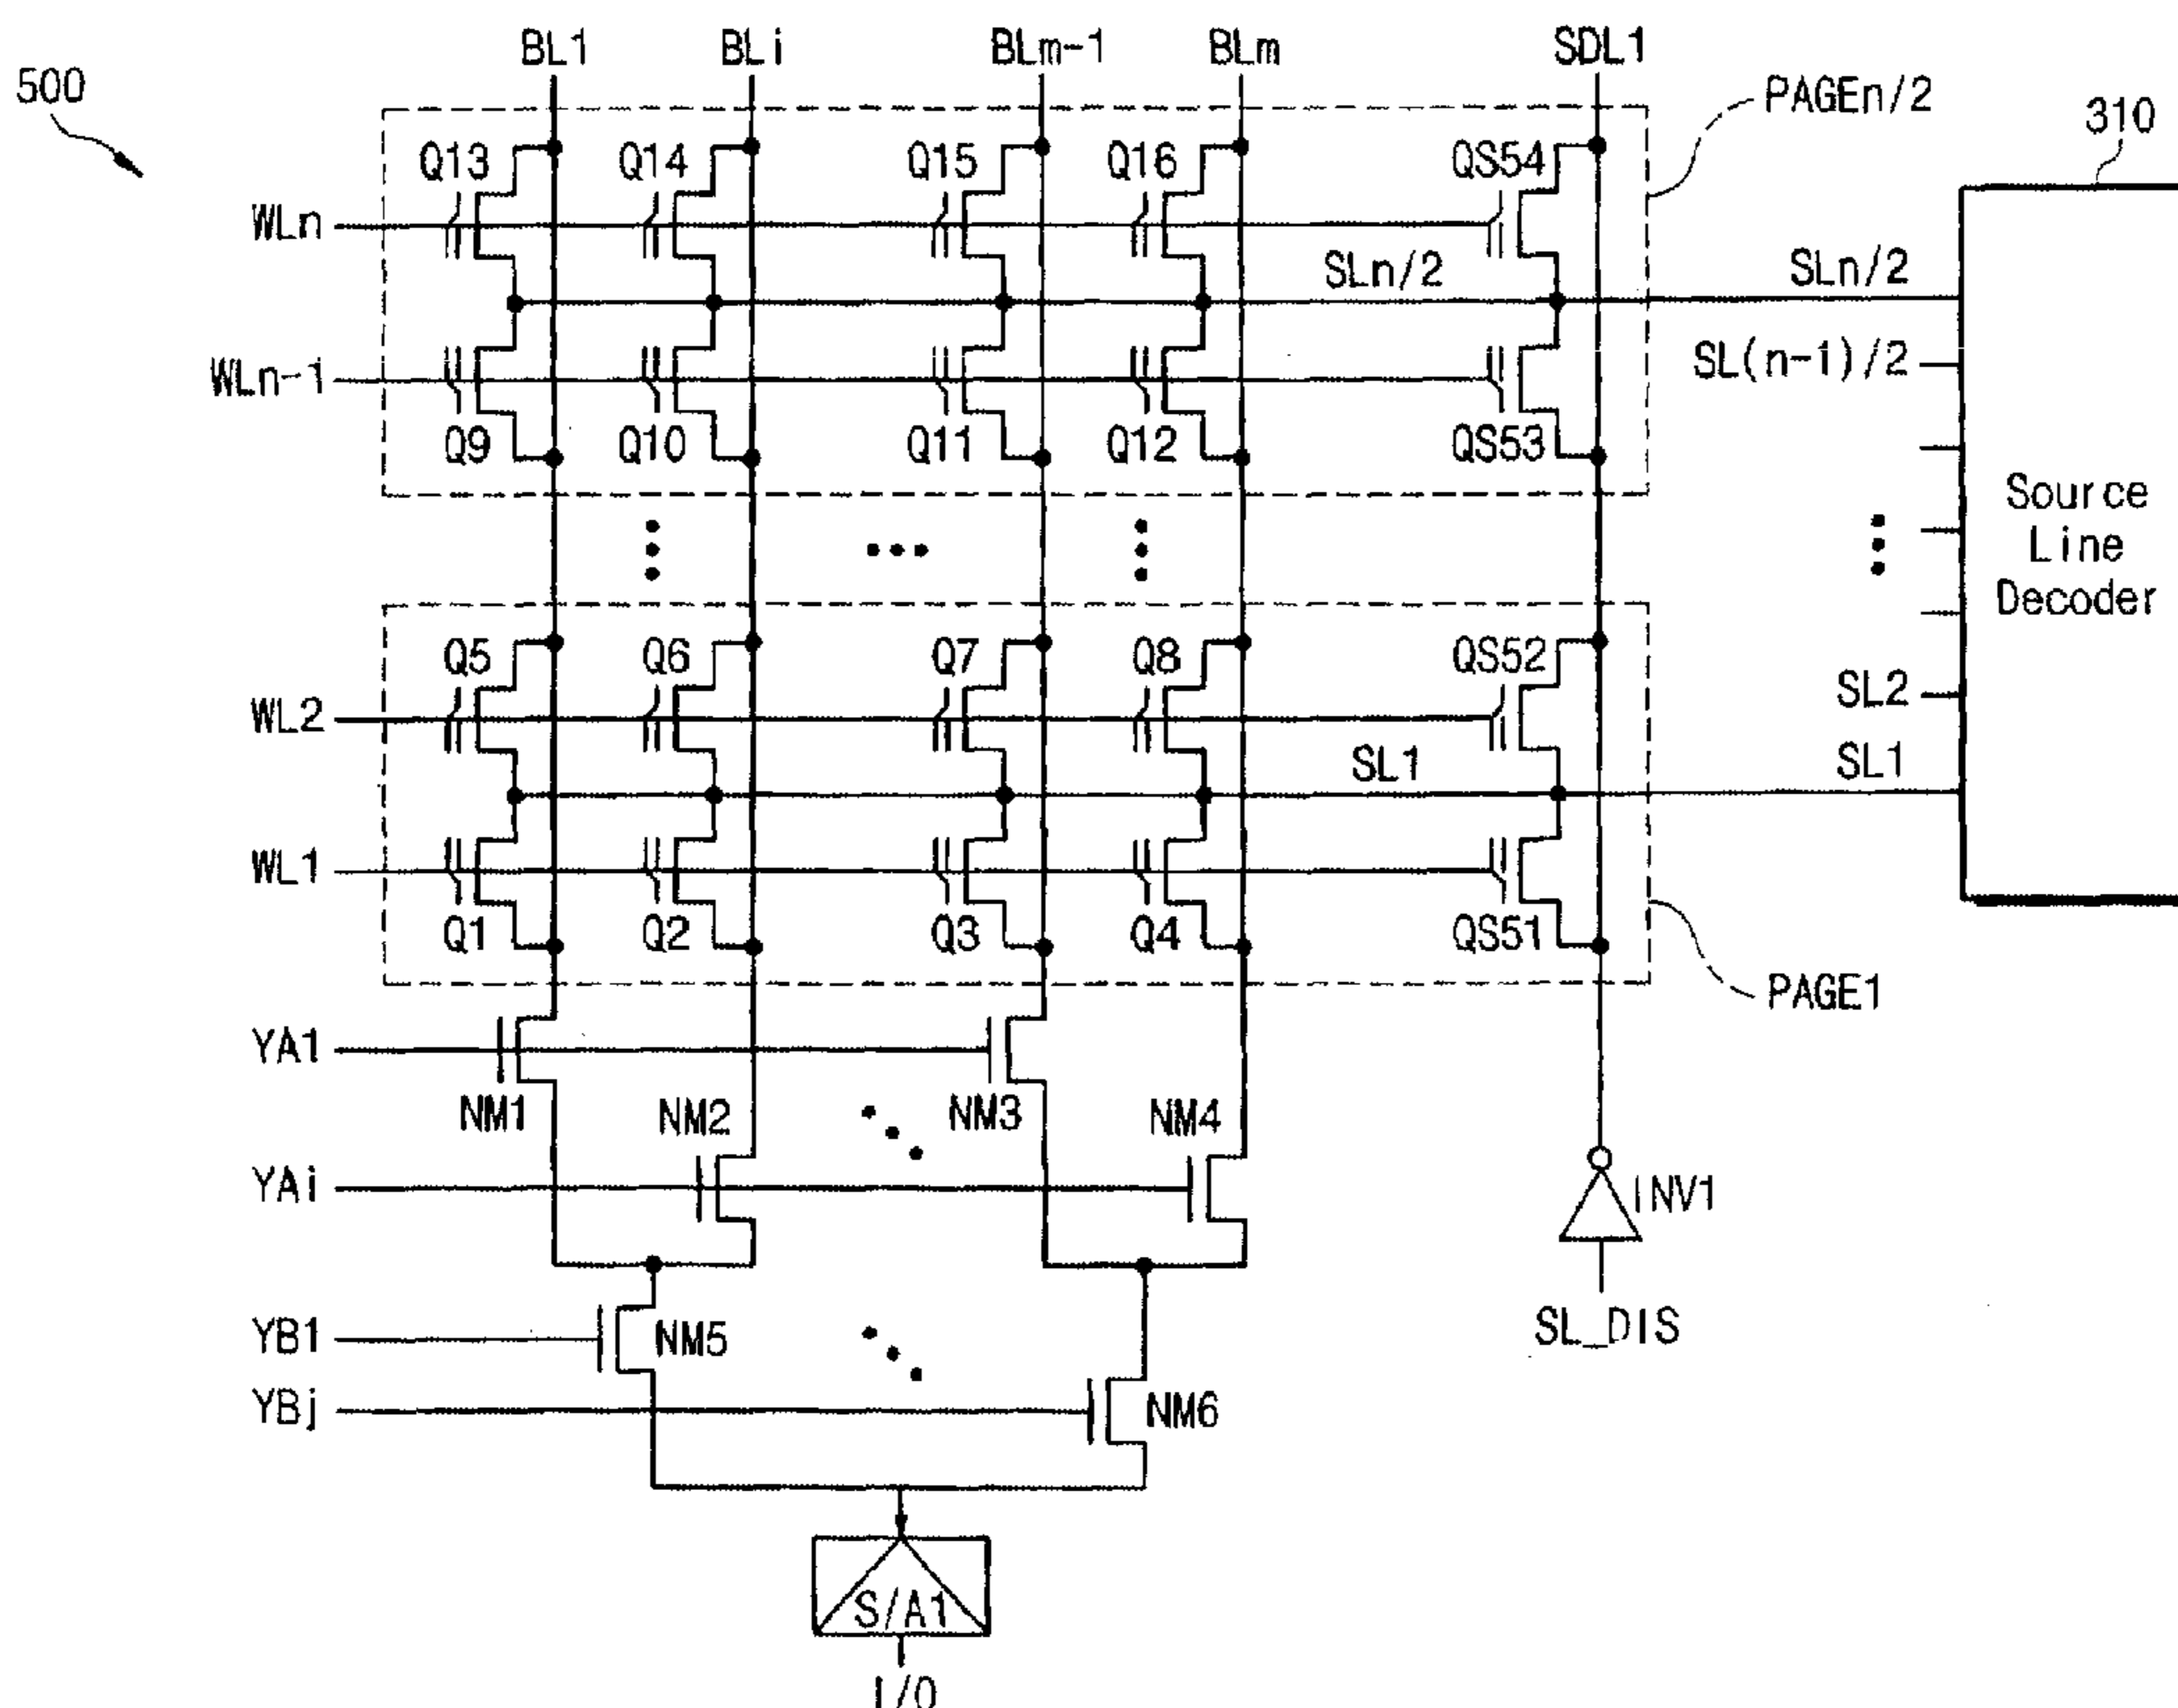 500
BL1 BLi BLm-1 BLm SDL1
PAGEn/2
310
Q13 Q14 Q15 Q16 QS54
WLn
SLn/2 SLn/2
WLn-1 SL(n-1)/2
Q9 Q10 Q11 Q12 QS53
Source
Line
Decoder
Q5 Q6 Q7 Q8 QS52
WL2 SL2
SL1 SL1
WL1
Q1 Q2 Q3 Q4 QS51
PAGE1
YA1
NM1 NM2 NM3 NM4
YAi
INV1
YB1 NM5 SL_DIS
YBj NM6
S/A1
I/O